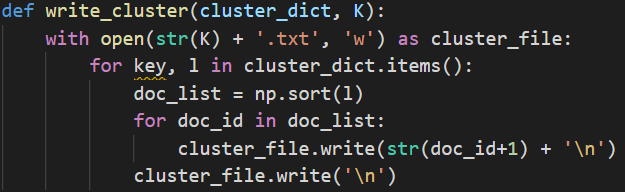 def write_cluster(cluster_dict, K):
    with open(str(K) + '.txt', 'w') as cluster_file:
        for key, l in cluster_dict.items():
            doc_list = np.sort(l)
            for doc_id in doc_list:
                cluster_file.write(str(doc_id+1) + '\n')
            cluster_file.write('\n')